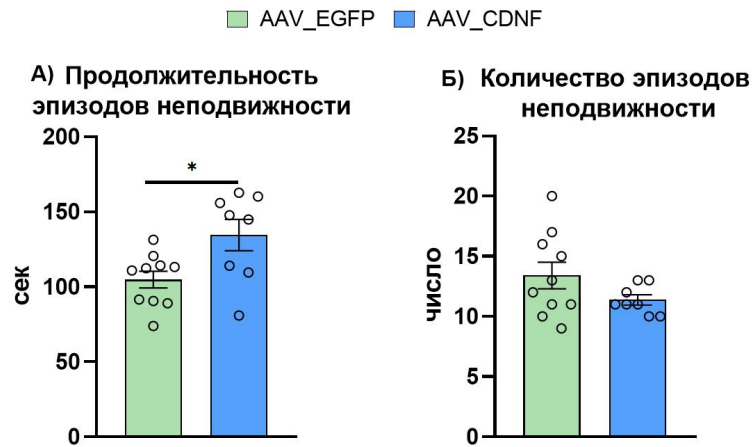 AAV_EGFP AAV_CDNF
А) Продолжительность
эпизодов неподвижности
200
150
100
50
0
сек
*
Б) Количество эпизодов
неподвижности
25
20
15
10
5
0
число